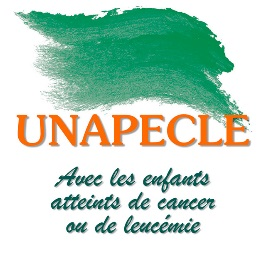 UNAPECLE
Avec les enfants
atteints de cancer
ou de leucémie